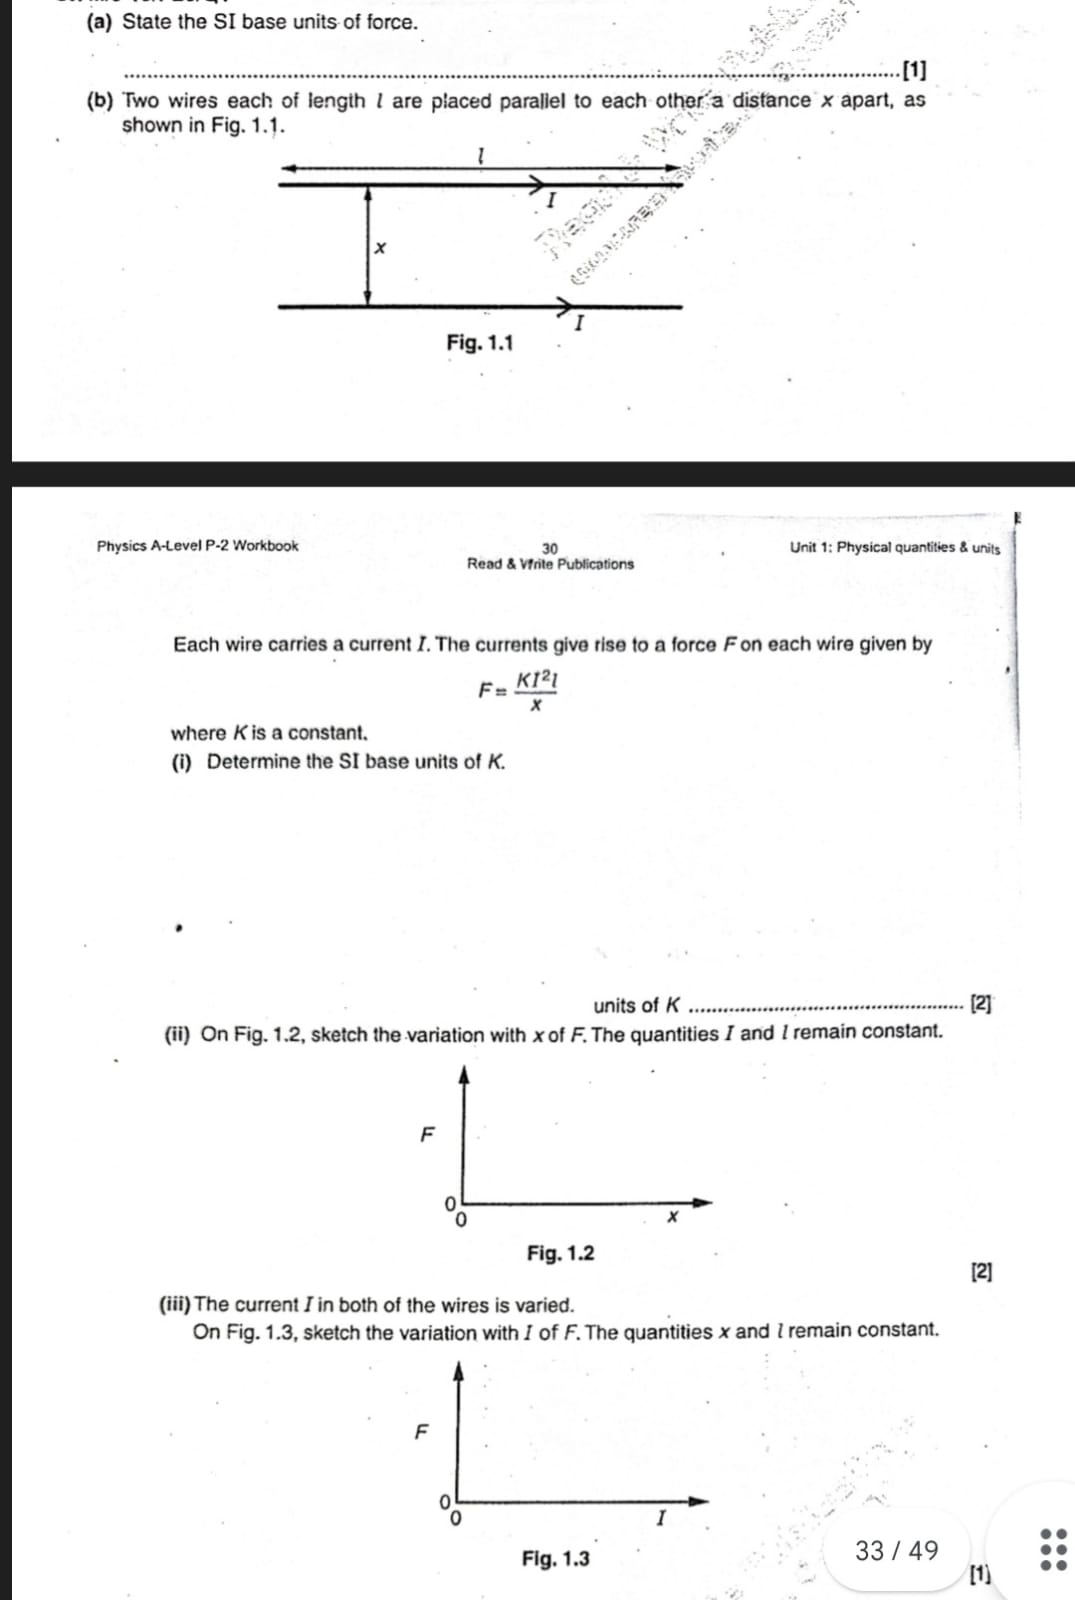 (a) State the SI base units of force.
[1]
(b) Two wires each of length l are placed parallel to each other a distance x apart, as
shown in Fig. 1.1.
l
I
x
I
Fig. 1.1
Physics A-Level P-2 Workbook
30
Unit 1: Physical quantities & units
Read & Write Publications
Each wire carries a current I. The currents give rise to a force F on each wire given by
F = KI²l / x
where K is a constant.
(i) Determine the SI base units of K.
units of K [2]
(ii) On Fig. 1.2, sketch the variation with x of F. The quantities I and l remain constant.
F
0
0
x
Fig. 1.2
[2]
(iii) The current I in both of the wires is varied.
On Fig. 1.3, sketch the variation with I of F. The quantities x and l remain constant.
F
0
0
I
Fig. 1.3
33 / 49
[1]